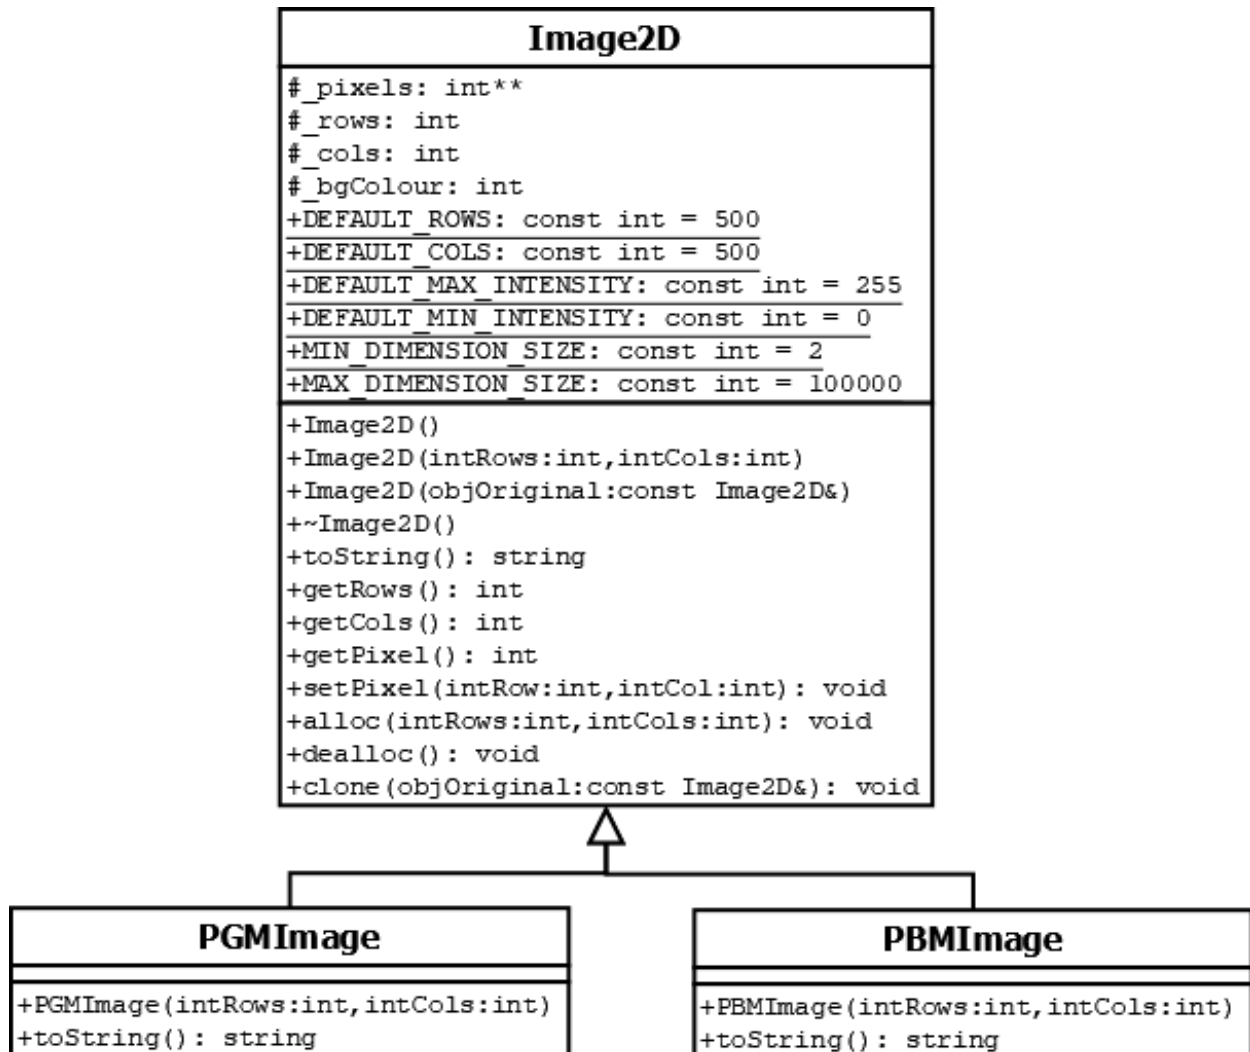 Image2D
#_pixels: int**
#_rows: int
#_cols: int
#_bgColour: int
+DEFAULT_ROWS: const int = 500
+DEFAULT_COLS: const int = 500
+DEFAULT_MAX_INTENSITY: const int = 255
+DEFAULT_MIN_INTENSITY: const int = 0
+MIN_DIMENSION_SIZE: const int = 2
+MAX_DIMENSION_SIZE: const int = 100000
+Image2D()
+Image2D(intRows:int,intCols:int)
+Image2D(objOriginal:const Image2D&)
+~Image2D()
+toString(): string
+getRows(): int
+getCols(): int
+getPixel(): int
+setPixel(intRow:int,intCol:int): void
+alloc(intRows:int,intCols:int): void
+dealloc(): void
+clone(objOriginal:const Image2D&): void
PGMImage
+PGMImage(intRows:int,intCols:int)
+toString(): string
PBMImage
+PBMImage(intRows:int,intCols:int)
+toString(): string